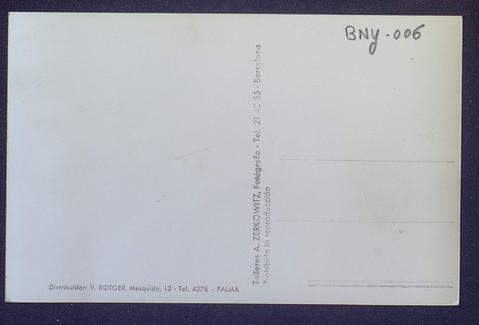 BNy-006
Talleres A. ZERKOWITZ, Fotógrafo - Tel. 21 42 55 - Barcelona
Prohibida la reproducción
Distribuidor: V. ROTGER, Mesquida, 12 - Tel. 4376 - PALMA